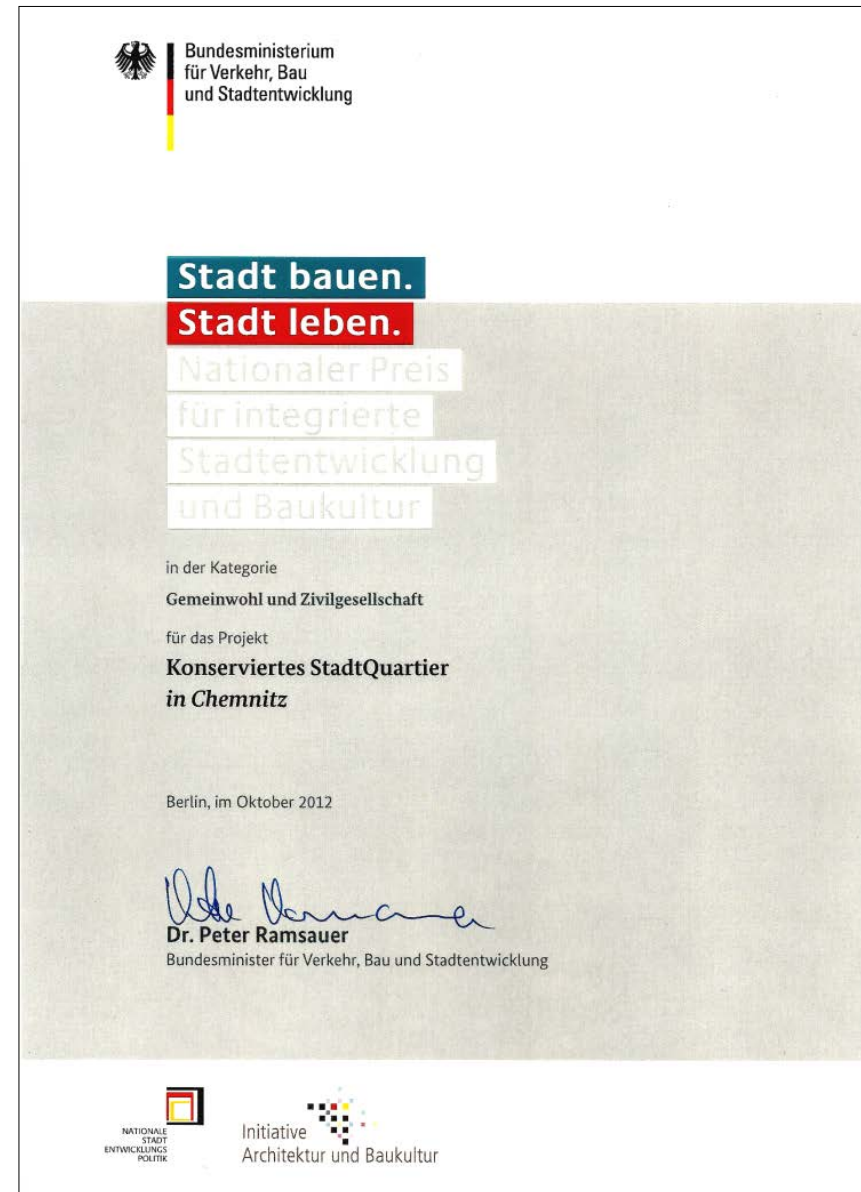 Bundesministerium
für Verkehr, Bau
und Stadtentwicklung
Stadt bauen.
Stadt leben.
Nationaler Preis
für integrierte
Stadtentwicklung
und Baukultur
in der Kategorie
Gemeinwohl und Zivilgesellschaft
für das Projekt
Konserviertes StadtQuartier
in Chemnitz
Berlin, im Oktober 2012
Dr. Peter Ramsauer
Bundesminister für Verkehr, Bau und Stadtentwicklung
NATIONALE
STADT
ENTWICKLUNGS
POLITIK
Initiative
Architektur und Baukultur